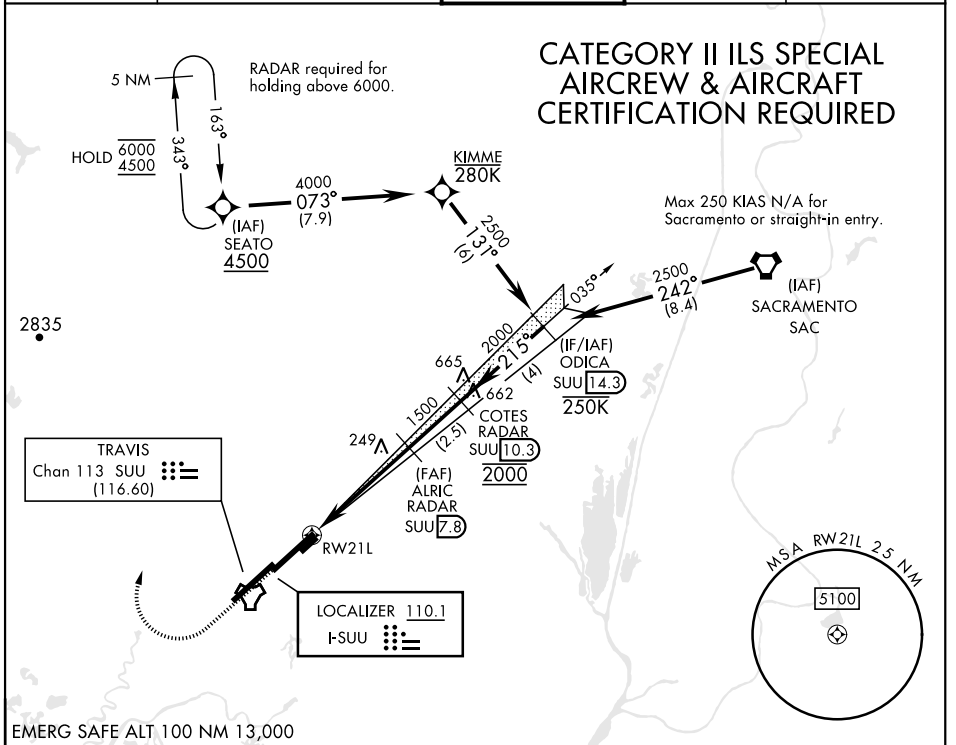 CATEGORY II ILS SPECIAL
AIRCREW & AIRCRAFT
CERTIFICATION REQUIRED
RADAR required for
holding above 6000.
5 NM
163°
343°
HOLD 6000
4500
(IAF)
SEATO
4500
4000
073°
(7.9)
KIMME
280K
2500
131°
(6)
Max 250 KIAS N/A for
Sacramento or straight-in entry.
035°
2500
242°
(8.4)
(IAF)
SACRAMENTO
SAC
2835
2000
215°
(4)
(IF/IAF)
ODICA
SUU 14.3
250K
665
662
COTES
RADAR
SUU 10.3
2000
1500
(2.5)
249
(FAF)
ALRIC
RADAR
SUU 7.8
TRAVIS
Chan 113 SUU
(116.60)
RW21L
LOCALIZER 110.1
I-SUU
MSA RW21L 25 NM
5100
EMERG SAFE ALT 100 NM 13,000